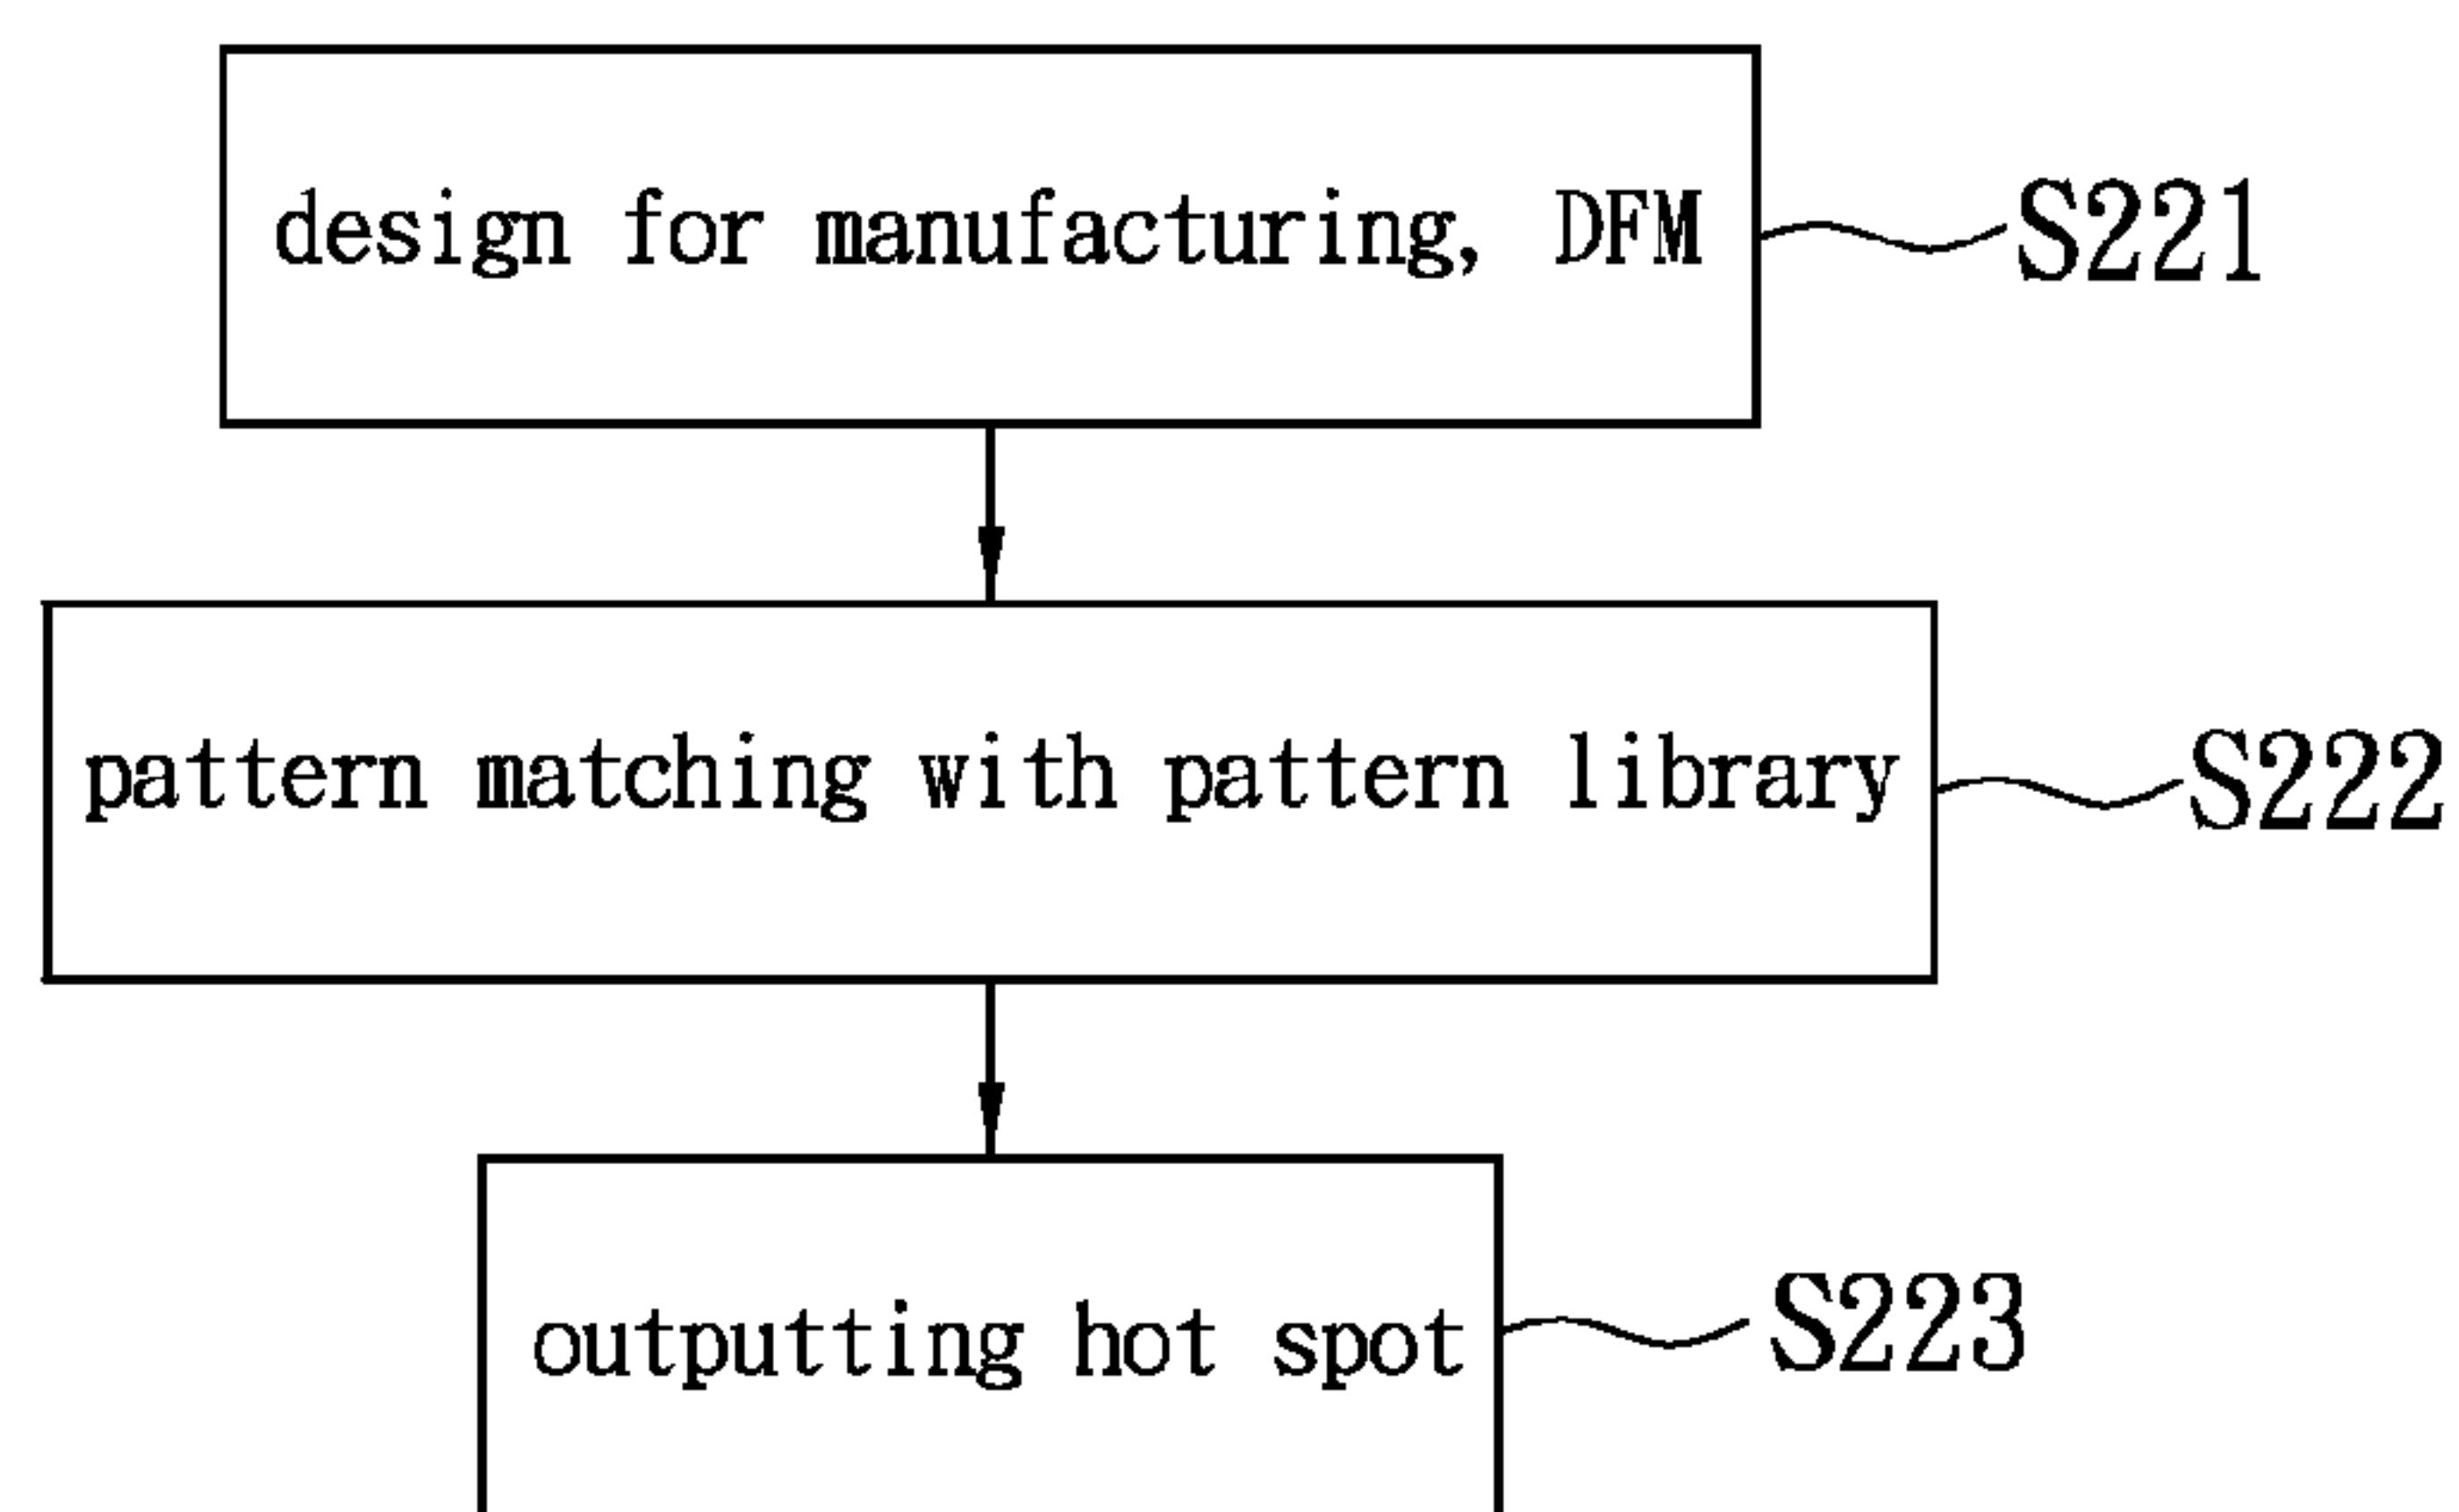 design for manufacturing, DFM
S221
pattern matching with pattern library
S222
outputting hot spot
S223